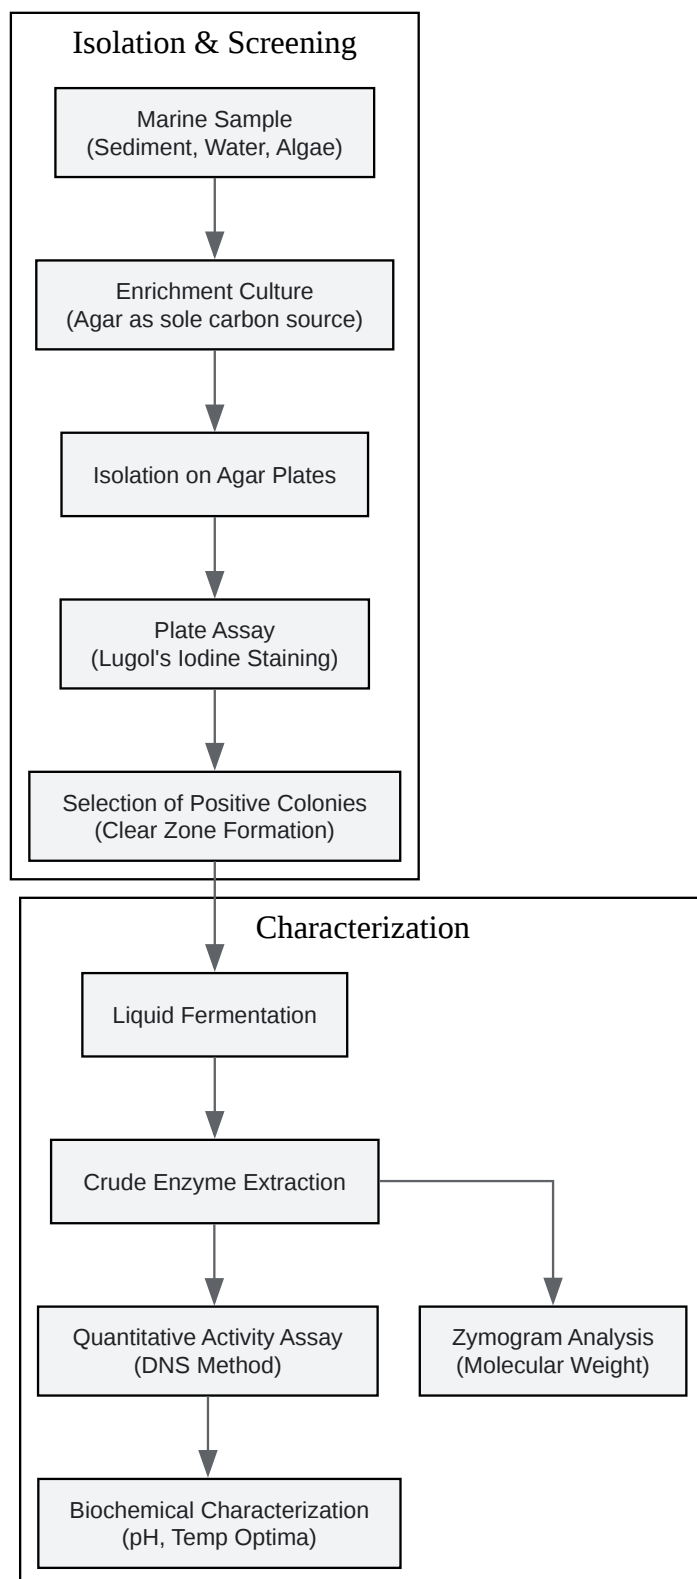 Isolation & Screening
Marine Sample
(Sediment, Water, Algae)
Enrichment Culture
(Agar as sole carbon source)
Isolation on Agar Plates
Plate Assay
(Lugol's Iodine Staining)
Selection of Positive Colonies
(Clear Zone Formation)
Characterization
Liquid Fermentation
Crude Enzyme Extraction
Quantitative Activity Assay
(DNS Method)
Zymogram Analysis
(Molecular Weight)
Biochemical Characterization
(pH, Temp Optima)